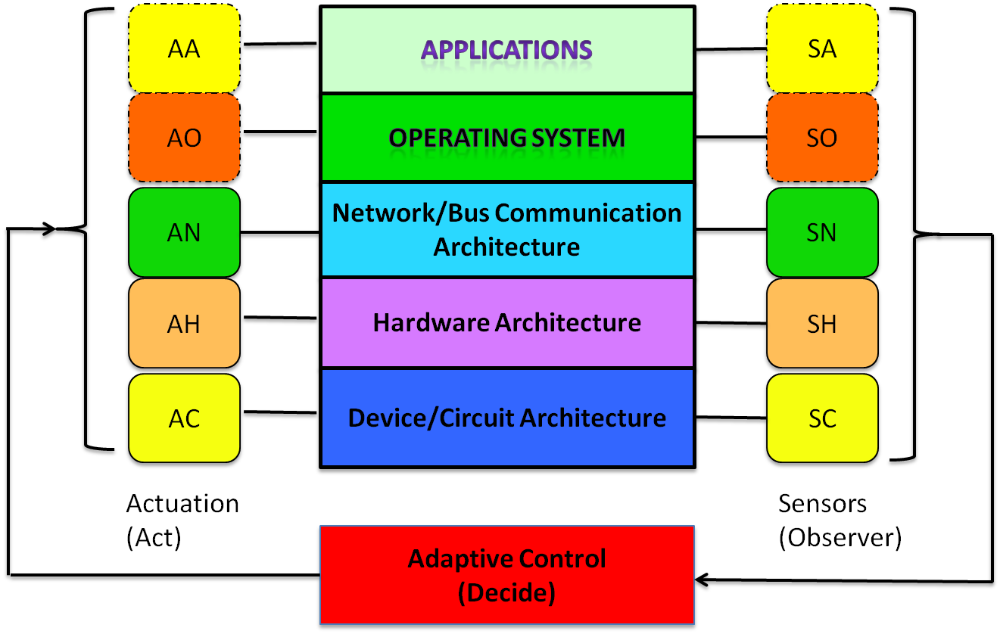 AA
APPLICATIONS
SA
AO
OPERATING SYSTEM
SO
AN
Network/Bus Communication
Architecture
SN
AH
Hardware Architecture
SH
AC
Device/Circuit Architecture
SC
Actuation
(Act)
Sensors
(Observer)
Adaptive Control
(Decide)